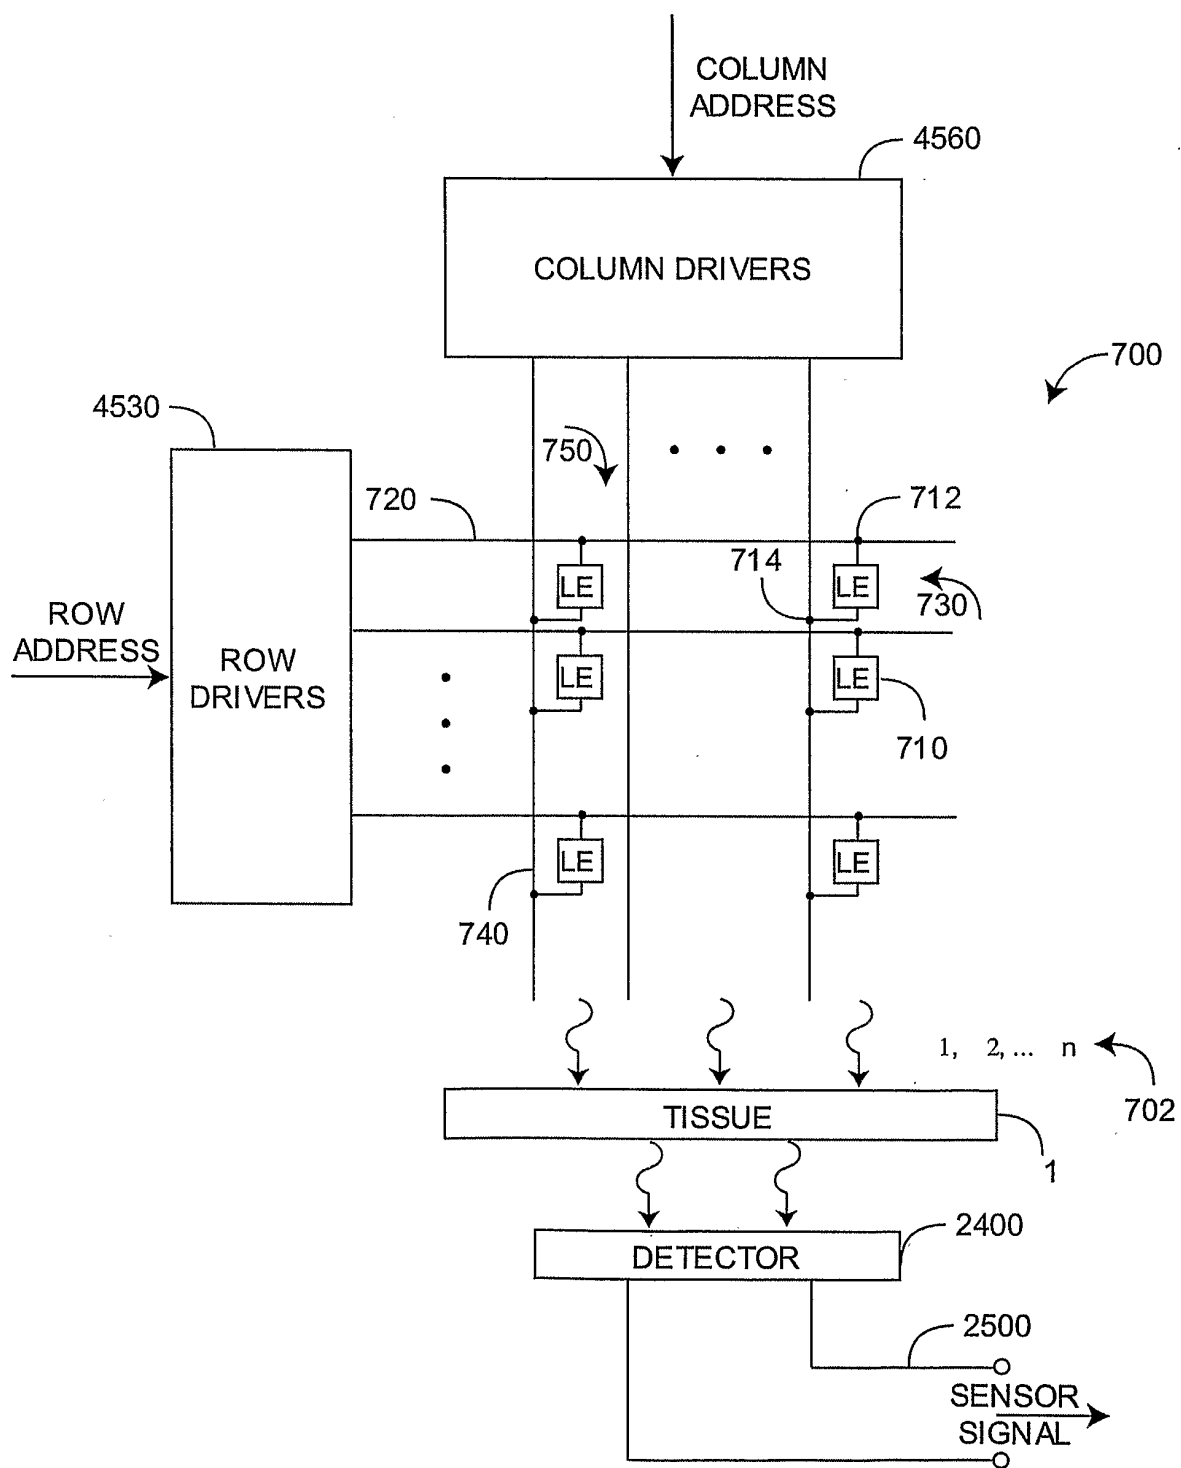 COLUMN
ADDRESS
4560
COLUMN DRIVERS
700
4530
750
720
712
714
LE
LE
730
ROW
ADDRESS
ROW
DRIVERS
LE
LE
710
LE
LE
740
1, 2, ... n
702
TISSUE
1
2400
DETECTOR
2500
SENSOR
SIGNAL